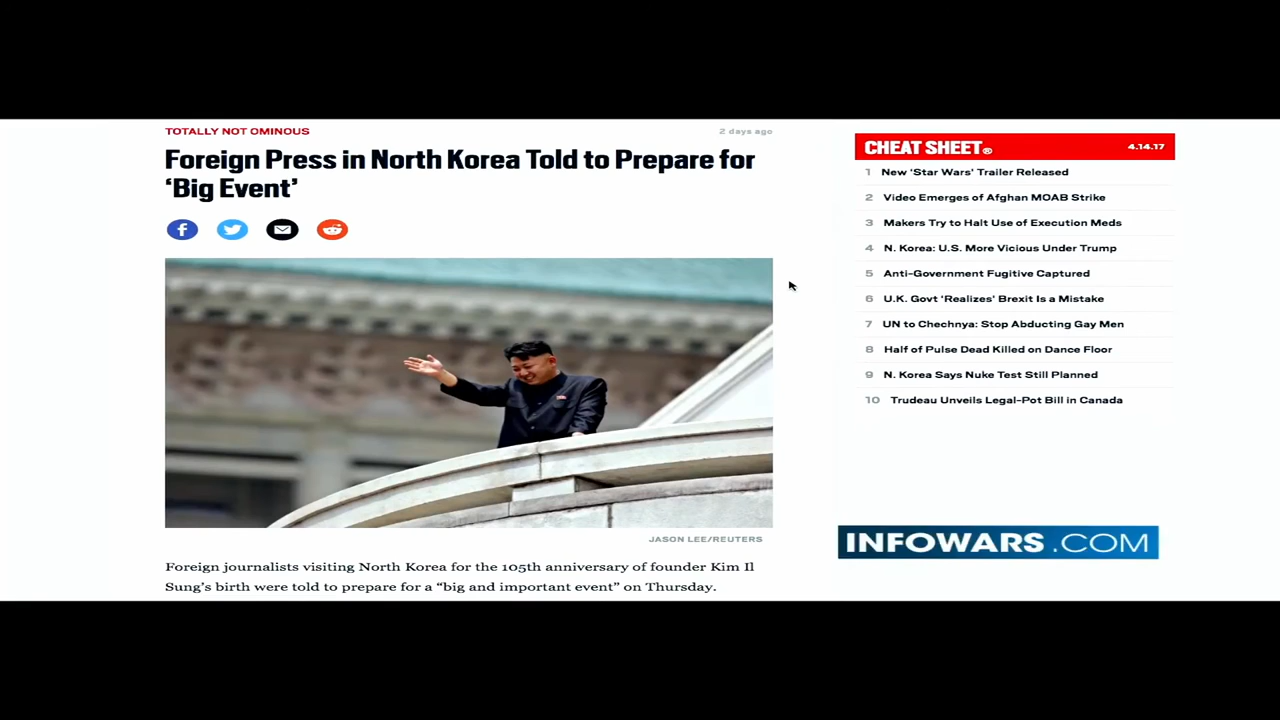 TOTALLY NOT OMINOUS
2 days ago
Foreign Press in North Korea Told to Prepare for
‘Big Event’
JASON LEE/REUTERS
Foreign journalists visiting North Korea for the 105th anniversary of founder Kim Il
Sung’s birth were told to prepare for a “big and important event” on Thursday.
CHEAT SHEET®
4.14.17
1 New ‘Star Wars’ Trailer Released
2 Video Emerges of Afghan MOAB Strike
3 Makers Try to Halt Use of Execution Meds
4 N. Korea: U.S. More Vicious Under Trump
5 Anti-Government Fugitive Captured
6 U.K. Govt ‘Realizes’ Brexit Is a Mistake
7 UN to Chechnya: Stop Abducting Gay Men
8 Half of Pulse Dead Killed on Dance Floor
9 N. Korea Says Nuke Test Still Planned
10 Trudeau Unveils Legal-Pot Bill in Canada
INFOWARS.COM